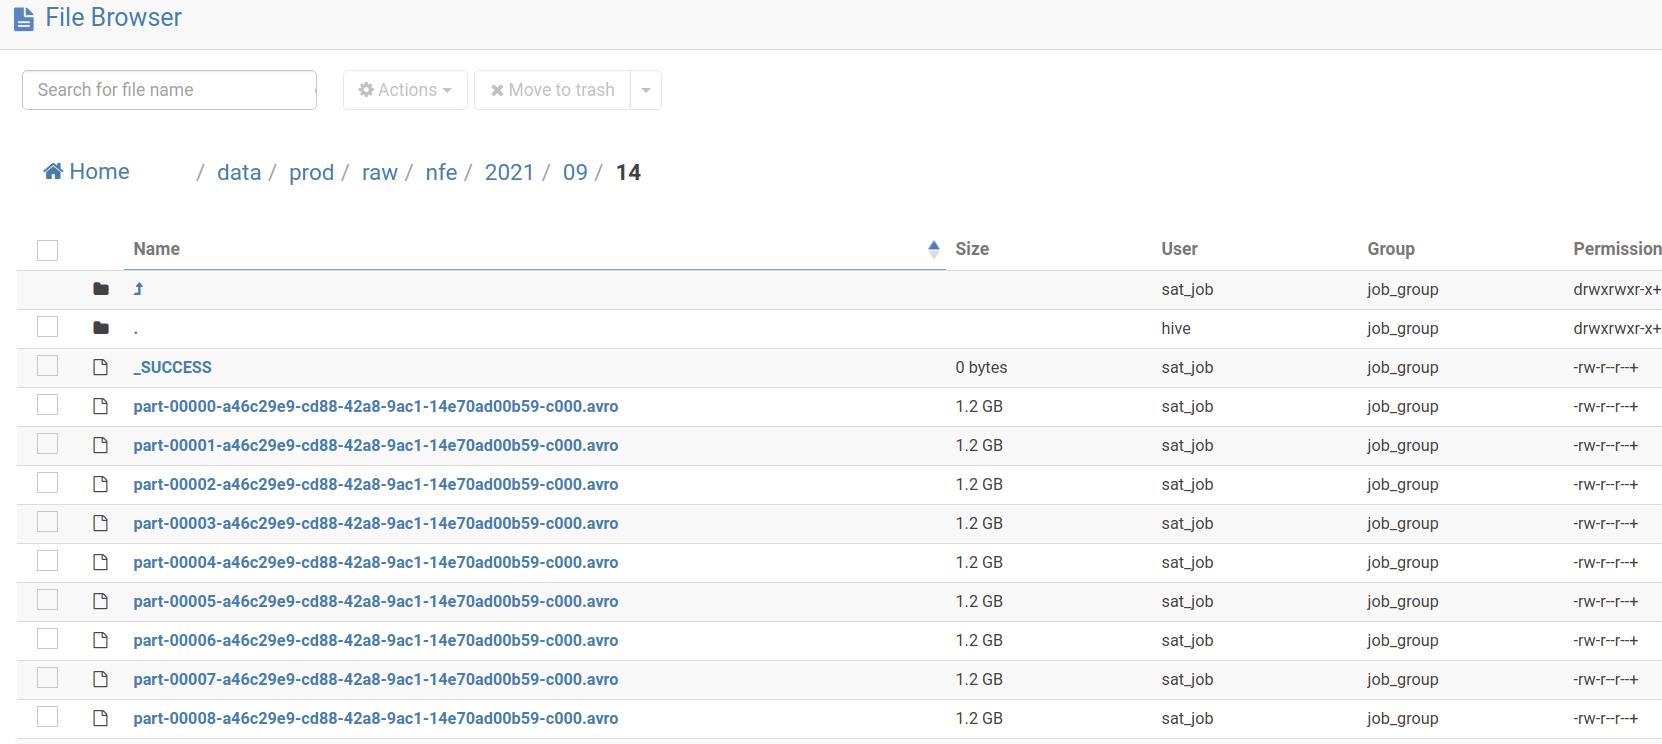 File Browser
Search for file name Actions Move to trash
Home / data / prod / raw / nfe / 2021 / 09 / 14
Name Size User Group Permission
sat_job job_group drwxrwxr-x+
. hive job_group drwxrwxr-x+
_SUCCESS 0 bytes sat_job job_group -rw-r--r--+
part-00000-a46c29e9-cd88-42a8-9ac1-14e70ad00b59-c000.avro 1.2 GB sat_job job_group -rw-r--r--+
part-00001-a46c29e9-cd88-42a8-9ac1-14e70ad00b59-c000.avro 1.2 GB sat_job job_group -rw-r--r--+
part-00002-a46c29e9-cd88-42a8-9ac1-14e70ad00b59-c000.avro 1.2 GB sat_job job_group -rw-r--r--+
part-00003-a46c29e9-cd88-42a8-9ac1-14e70ad00b59-c000.avro 1.2 GB sat_job job_group -rw-r--r--+
part-00004-a46c29e9-cd88-42a8-9ac1-14e70ad00b59-c000.avro 1.2 GB sat_job job_group -rw-r--r--+
part-00005-a46c29e9-cd88-42a8-9ac1-14e70ad00b59-c000.avro 1.2 GB sat_job job_group -rw-r--r--+
part-00006-a46c29e9-cd88-42a8-9ac1-14e70ad00b59-c000.avro 1.2 GB sat_job job_group -rw-r--r--+
part-00007-a46c29e9-cd88-42a8-9ac1-14e70ad00b59-c000.avro 1.2 GB sat_job job_group -rw-r--r--+
part-00008-a46c29e9-cd88-42a8-9ac1-14e70ad00b59-c000.avro 1.2 GB sat_job job_group -rw-r--r--+